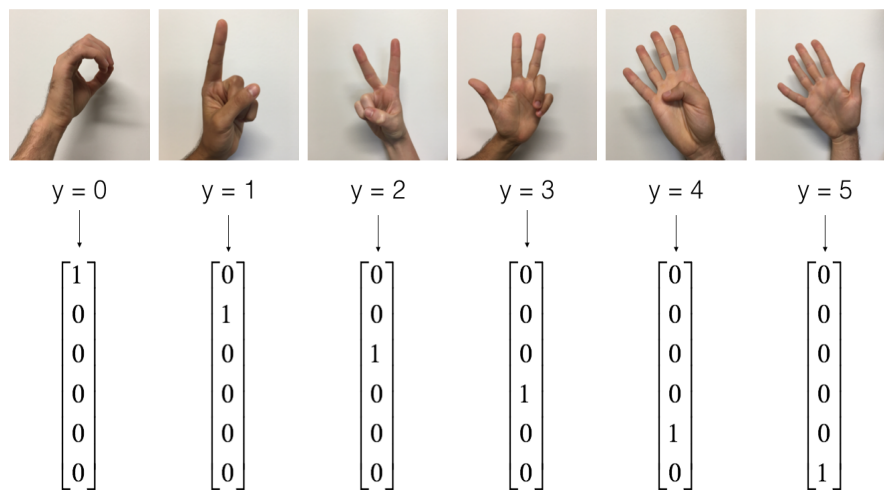 y = 0 y = 1 y = 2 y = 3 y = 4 y = 5
1 0 0 0 0 0
0 1 0 0 0 0
0 0 1 0 0 0
0 0 0 1 0 0
0 0 0 0 1 0
0 0 0 0 0 1